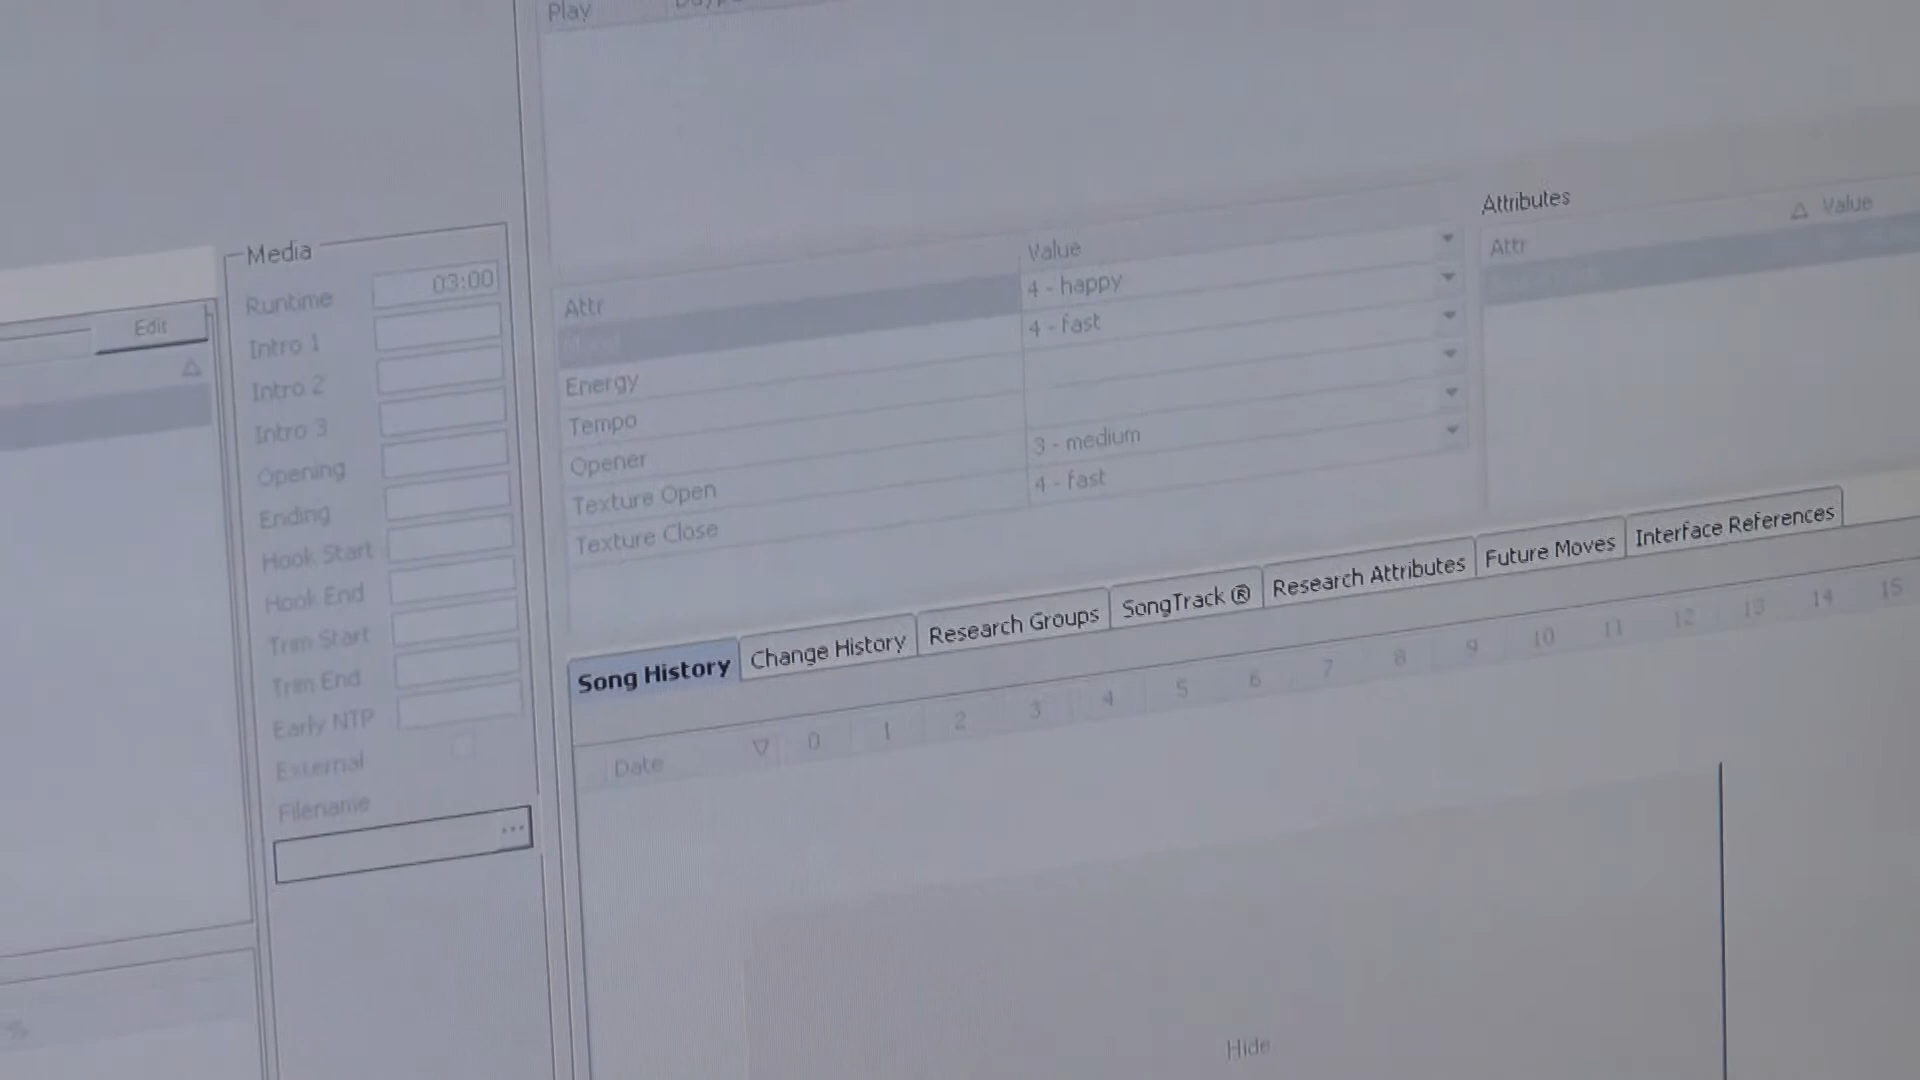 Play
Media
Runtime 03:00
Intro 1
Intro 2
Intro 3
Opening
Ending
Hook Start
Hook End
Trim Start
Trim End
Early NTP
External
Filename
...
Edit
Attr Value
4 - happy
Energy 4 - fast
Tempo
Opener
Texture Open 3 - medium
Texture Close 4 - fast
Attributes
Attr Value
Song History Change History Research Groups SongTrack ® Research Attributes Future Moves Interface References
Date 0 1 2 3 4 5 6 7 8 9 10 11 12 13 14 15
%
Hide